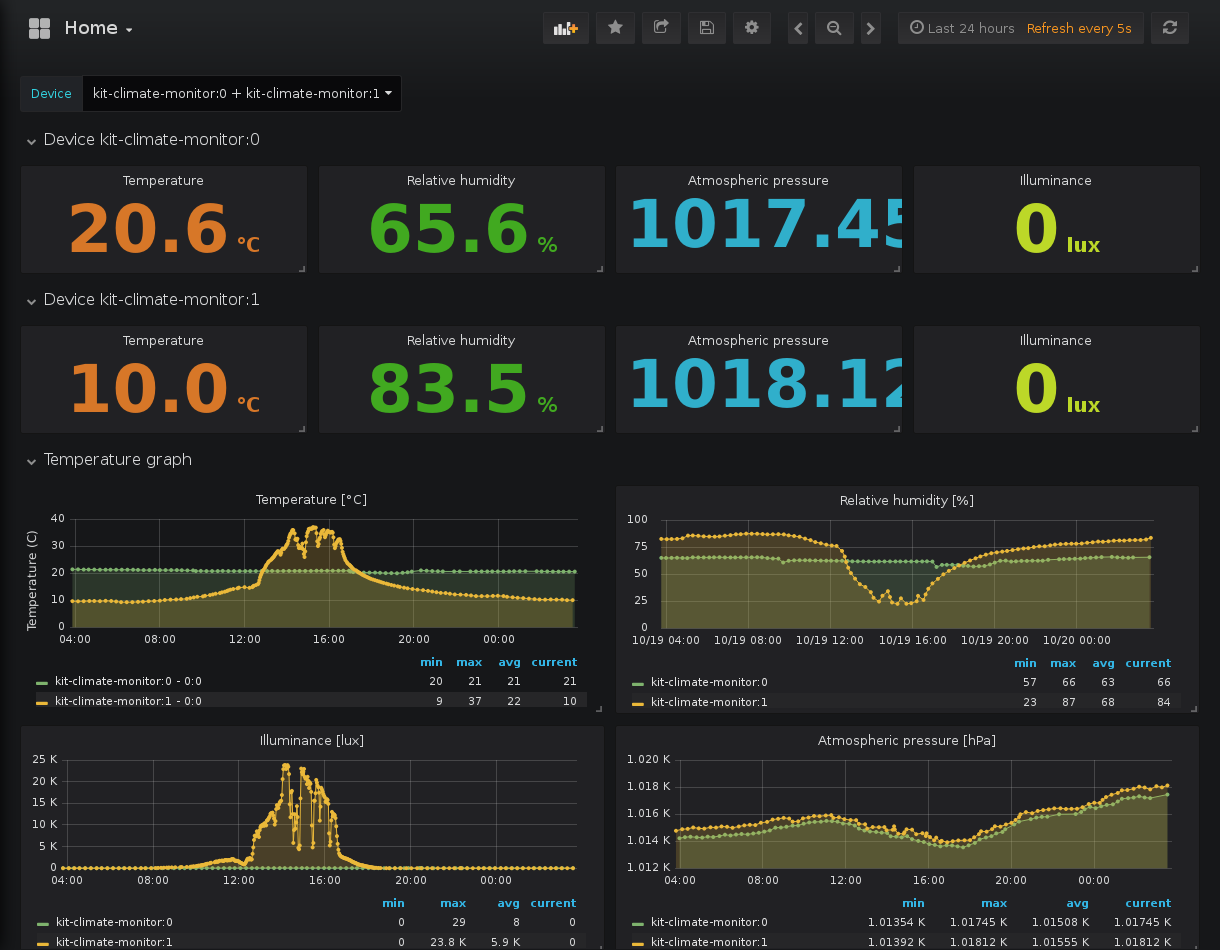 Home
Last 24 hours Refresh every 5s
Device kit-climate-monitor:0 + kit-climate-monitor:1
Device kit-climate-monitor:0
Temperature Relative humidity Atmospheric pressure Illuminance
20.6 °C 65.6 % 1017.45 0 lux
Device kit-climate-monitor:1
Temperature Relative humidity Atmospheric pressure Illuminance
10.0 °C 83.5 % 1018.12 0 lux
Temperature graph
Temperature [°C]
Temperature (C)
40
30
20
10
0
04:00 08:00 12:00 16:00 20:00 00:00
min max avg current
kit-climate-monitor:0 - 0:0 20 21 21 21
kit-climate-monitor:1 - 0:0 9 37 22 10
Relative humidity [%]
100
75
50
25
0
10/19 04:00 10/19 08:00 10/19 12:00 10/19 16:00 10/19 20:00 10/20 00:00
min max avg current
kit-climate-monitor:0 57 66 63 66
kit-climate-monitor:1 23 87 68 84
Illuminance [lux]
25 K
20 K
15 K
10 K
5 K
0
04:00 08:00 12:00 16:00 20:00 00:00
min max avg current
kit-climate-monitor:0 0 29 8 0
kit-climate-monitor:1 0 23.8 K 5.9 K 0
Atmospheric pressure [hPa]
1.020 K
1.018 K
1.016 K
1.014 K
1.012 K
04:00 08:00 12:00 16:00 20:00 00:00
min max avg current
kit-climate-monitor:0 1.01354 K 1.01745 K 1.01508 K 1.01745 K
kit-climate-monitor:1 1.01392 K 1.01812 K 1.01555 K 1.01812 K